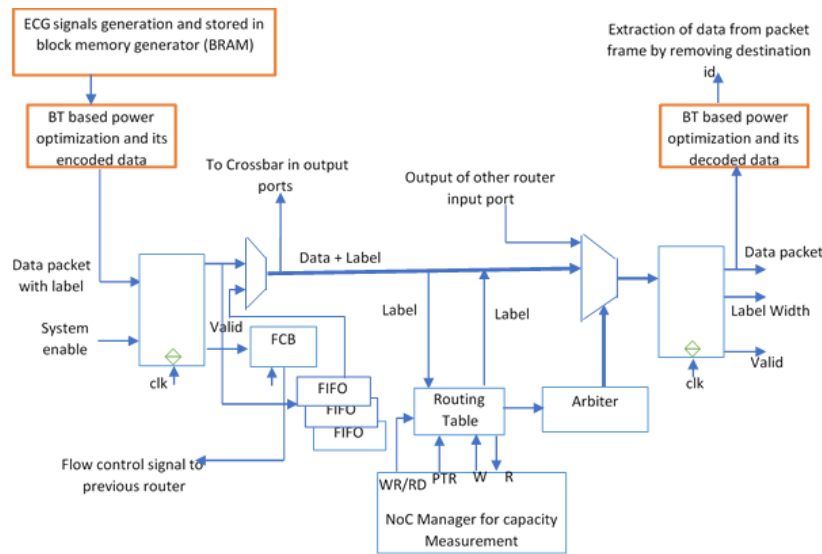 ECG signals generation and stored in
block memory generator (BRAM)
Extraction of data from packet
frame by removing destination
id
BT based power
optimization and its
encoded data
BT based power
optimization and its
decoded data
To Crossbar in output
ports
Output of other router
input port
Data packet
with label
Data + Label
Data packet
Label
Label
Label Width
System
enable
Valid
FCB
Valid
clk
clk
FIFO
FIFO
FIFO
Routing
Table
Arbiter
Flow control signal to
previous router
WR/RD
PTR
W
R
NoC Manager for capacity
Measurement